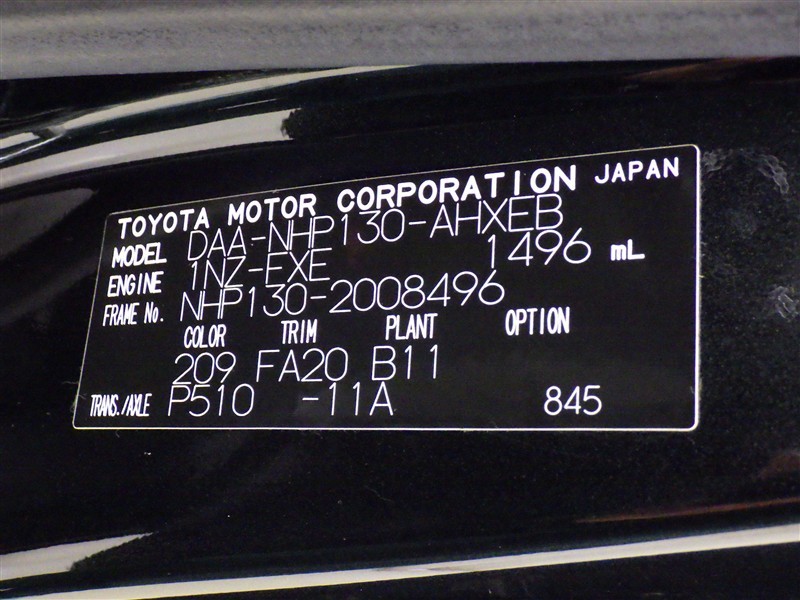 TOYOTA MOTOR CORPORATION JAPAN
MODEL DAA-NHP130-AHXEB
ENGINE 1NZ-EXE 1496 mL
FRAME No. NHP130-2008496
COLOR TRIM PLANT OPTION
209 FA20 B11
TRANS./AXLE P510 -11A 845